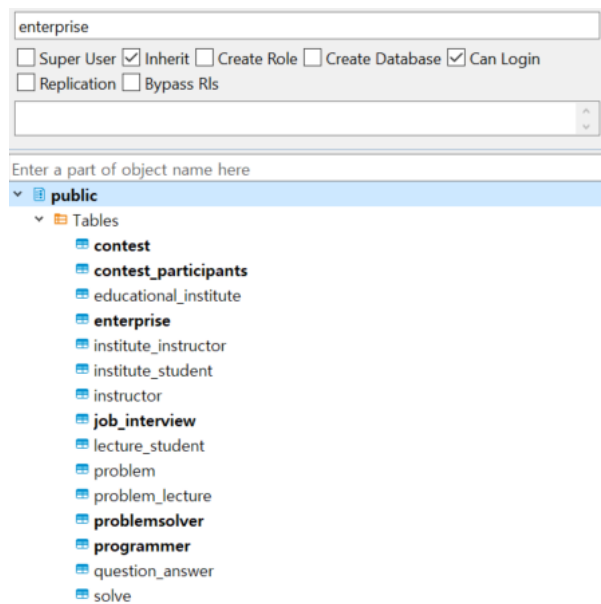 enterprise
Super User Inherit Create Role Create Database Can Login
Replication Bypass Rls
Enter a part of object name here
public
Tables
contest
contest_participants
educational_institute
enterprise
institute_instructor
institute_student
instructor
job_interview
lecture_student
problem
problem_lecture
problemsolver
programmer
question_answer
solve